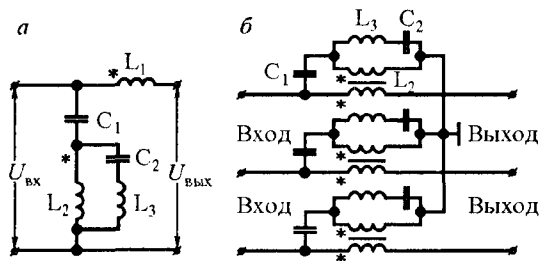 а
б
* L₁
C₁
*
C₂
Uвх
Uвых
L₂
L₃
L₃ C₂
C₁
* L₂
*
Вход
Выход
*
Вход
Выход
*